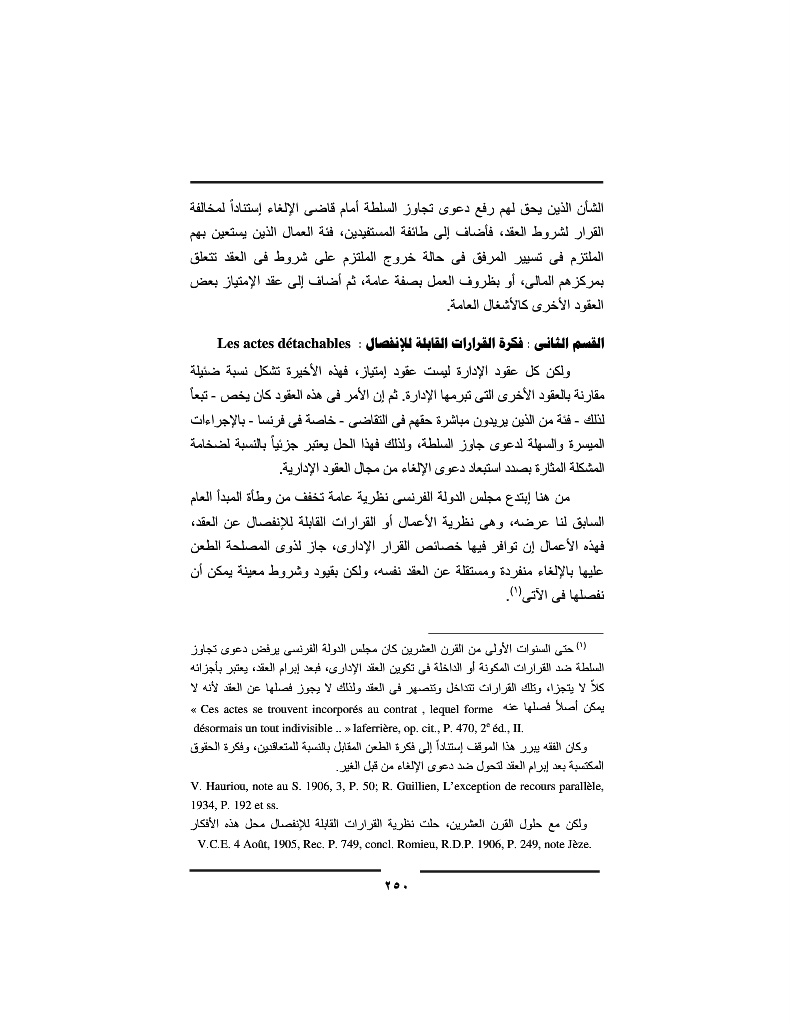 الشأن الذين يحق لهم رفع دعوى تجاوز السلطة أمام قاضى الإلغاء إستناداً لمخالفة
القرار لشروط العقد، فأضاف إلى طائفة المستفيدين، فئة العمال الذين يستعين بهم
الملتزم فى تسيير المرفق فى حالة خروج الملتزم على شروط فى العقد تتعلق
بمركزهم المالى، أو بظروف العمل بصفة عامة، ثم أضاف إلى عقد الإمتياز بعض
العقود الأخرى كالأشغال العامة.
القسم الثانى : فكرة القرارات القابلة للإنفصال : Les actes détachables
ولكن كل عقود الإدارة ليست عقود إمتياز، فهذه الأخيرة تشكل نسبة ضئيلة
مقارنة بالعقود الأخرى التى تبرمها الإدارة. ثم إن الأمر فى هذه العقود كان يخص - تبعاً
لذلك - فئة من الذين يريدون مباشرة حقهم فى التقاضى - خاصة فى فرنسا - بالإجراءات
الميسرة والسهلة لدعوى جاوز السلطة، ولذلك فهذا الحل يعتبر جزئياً بالنسبة لضخامة
المشكلة المثارة بصدد استبعاد دعوى الإلغاء من مجال العقود الإدارية.
من هنا إبتدع مجلس الدولة الفرنسى نظرية عامة تخفف من وطأة المبدأ العام
السابق لنا عرضه، وهى نظرية الأعمال أو القرارات القابلة للإنفصال عن العقد،
فهذه الأعمال إن توافر فيها خصائص القرار الإدارى، جاز لذوى المصلحة الطعن
عليها بالإلغاء منفردة ومستقلة عن العقد نفسه، ولكن بقيود وشروط معينة يمكن أن
نفصلها فى الآتى(١).
(١) حتى السنوات الأولى من القرن العشرين كان مجلس الدولة الفرنسى يرفض دعوى تجاوز
السلطة ضد القرارات المكونة أو الداخلة فى تكوين العقد الإدارى، فبعد إبرام العقد، يعتبر بأجزائه
كلاً لا يتجزا، وتلك القرارات تتداخل وتنصهر فى العقد ولذلك لا يجوز فصلها عن العقد لأنه لا
يمكن أصلاً فصلها عنه « Ces actes se trouvent incorporés au contrat , lequel forme
désormais un tout indivisible .. » laferrière, op. cit., P. 470, 2e éd., II.
وكان الفقه يبرر هذا الموقف إستناداً إلى فكرة الطعن المقابل بالنسبة للمتعاقدين، وفكرة الحقوق
المكتسبة بعد إبرام العقد لتحول ضد دعوى الإلغاء من قبل الغير.
V. Hauriou, note au S. 1906, 3, P. 50; R. Guillien, L’exception de recours parallèle,
1934, P. 192 et ss.
ولكن مع حلول القرن العشرين، حلت نظرية القرارات القابلة للإنفصال محل هذه الأفكار
V.C.E. 4 Août, 1905, Rec. P. 749, concl. Romieu, R.D.P. 1906, P. 249, note Jèze.
٢٥٠